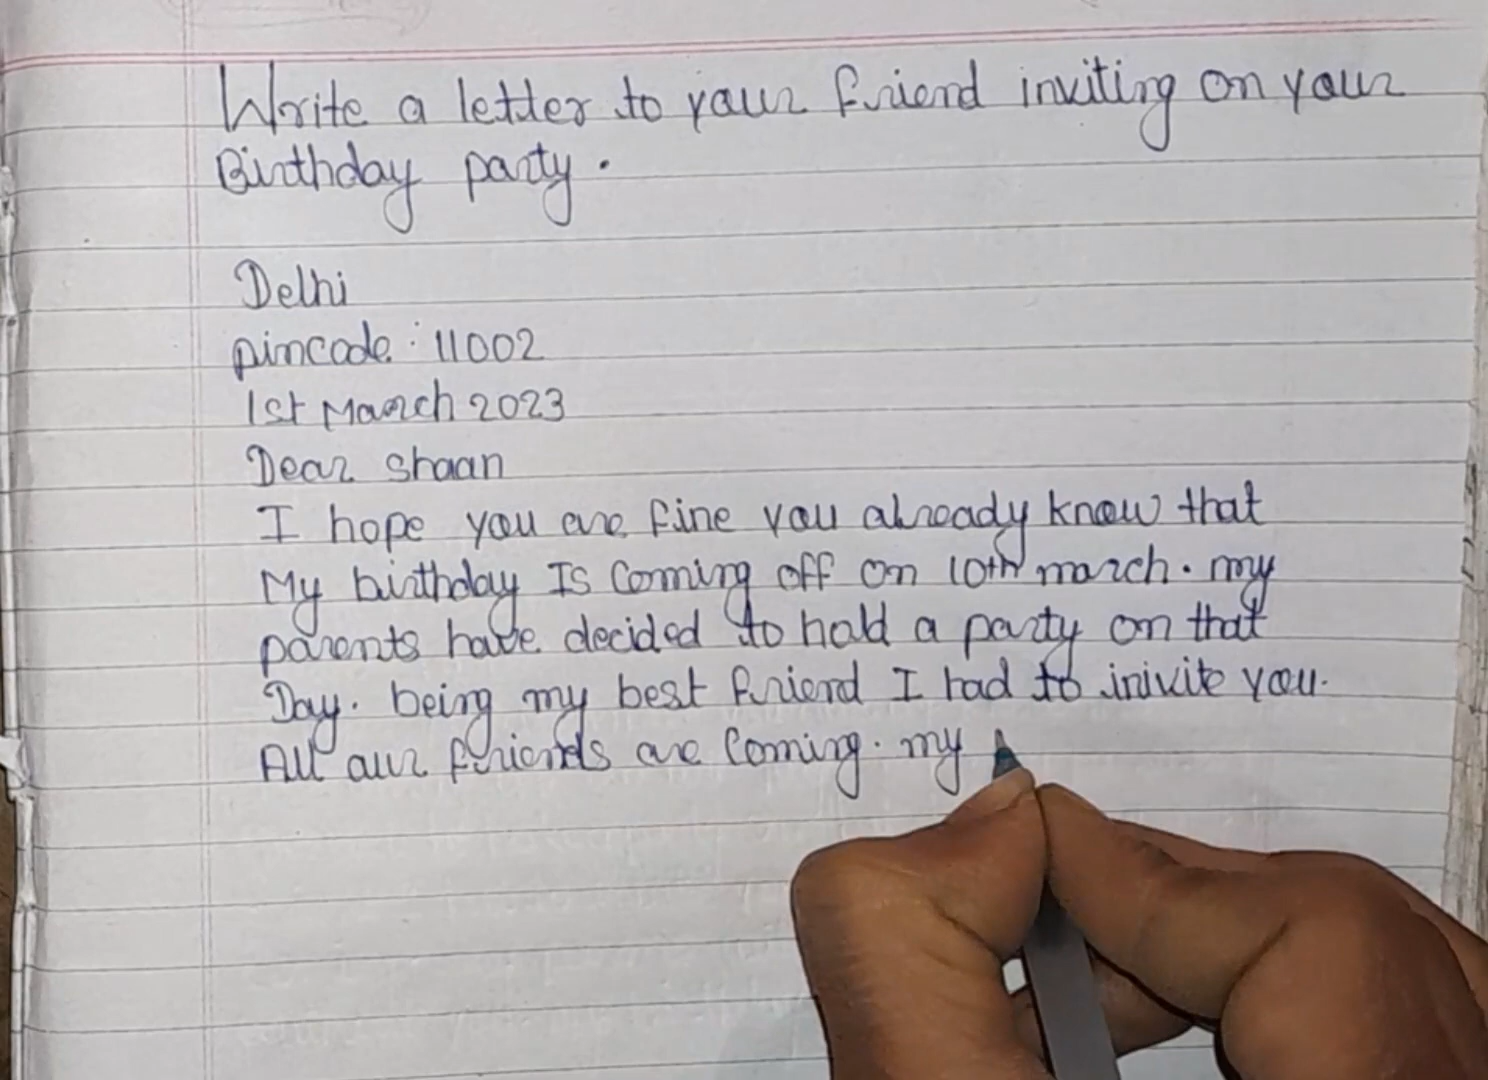 Write a letter to your friend inviting on your
Birthday party.
Delhi
pincode : 11002
1st March 2023
Dear shaan
I hope you are fine you already know that
My birthday Is Coming off on 10th march. my
parents have decided to hold a party on that
Day. being my best friend I had to inivite you.
All our friends are Coming. my